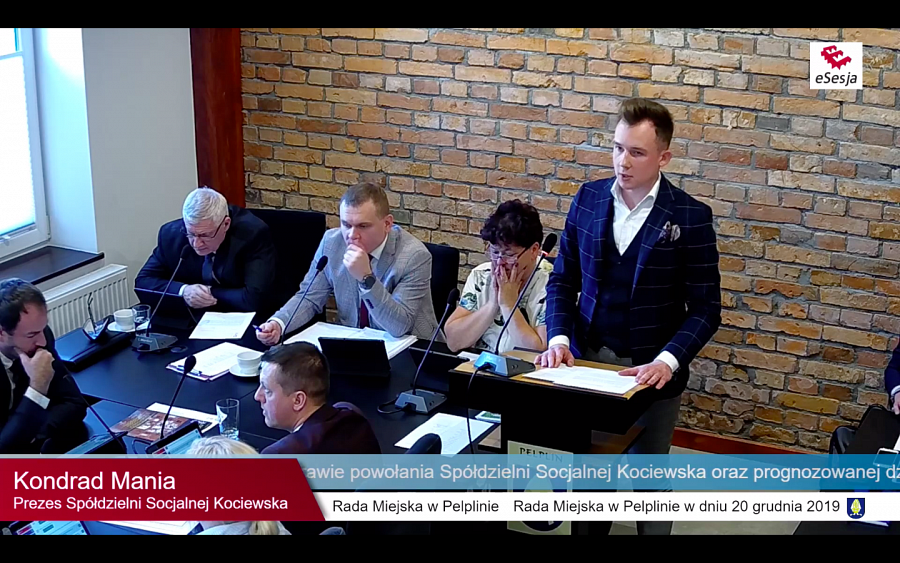 eSesja
PELPLIN
awie powołania Spółdzielni Socjalnej Kociewska oraz prognozowanej dz
Kondrad Mania
Prezes Spółdzielni Socjalnej Kociewska
Rada Miejska w Pelplinie Rada Miejska w Pelplinie w dniu 20 grudnia 2019